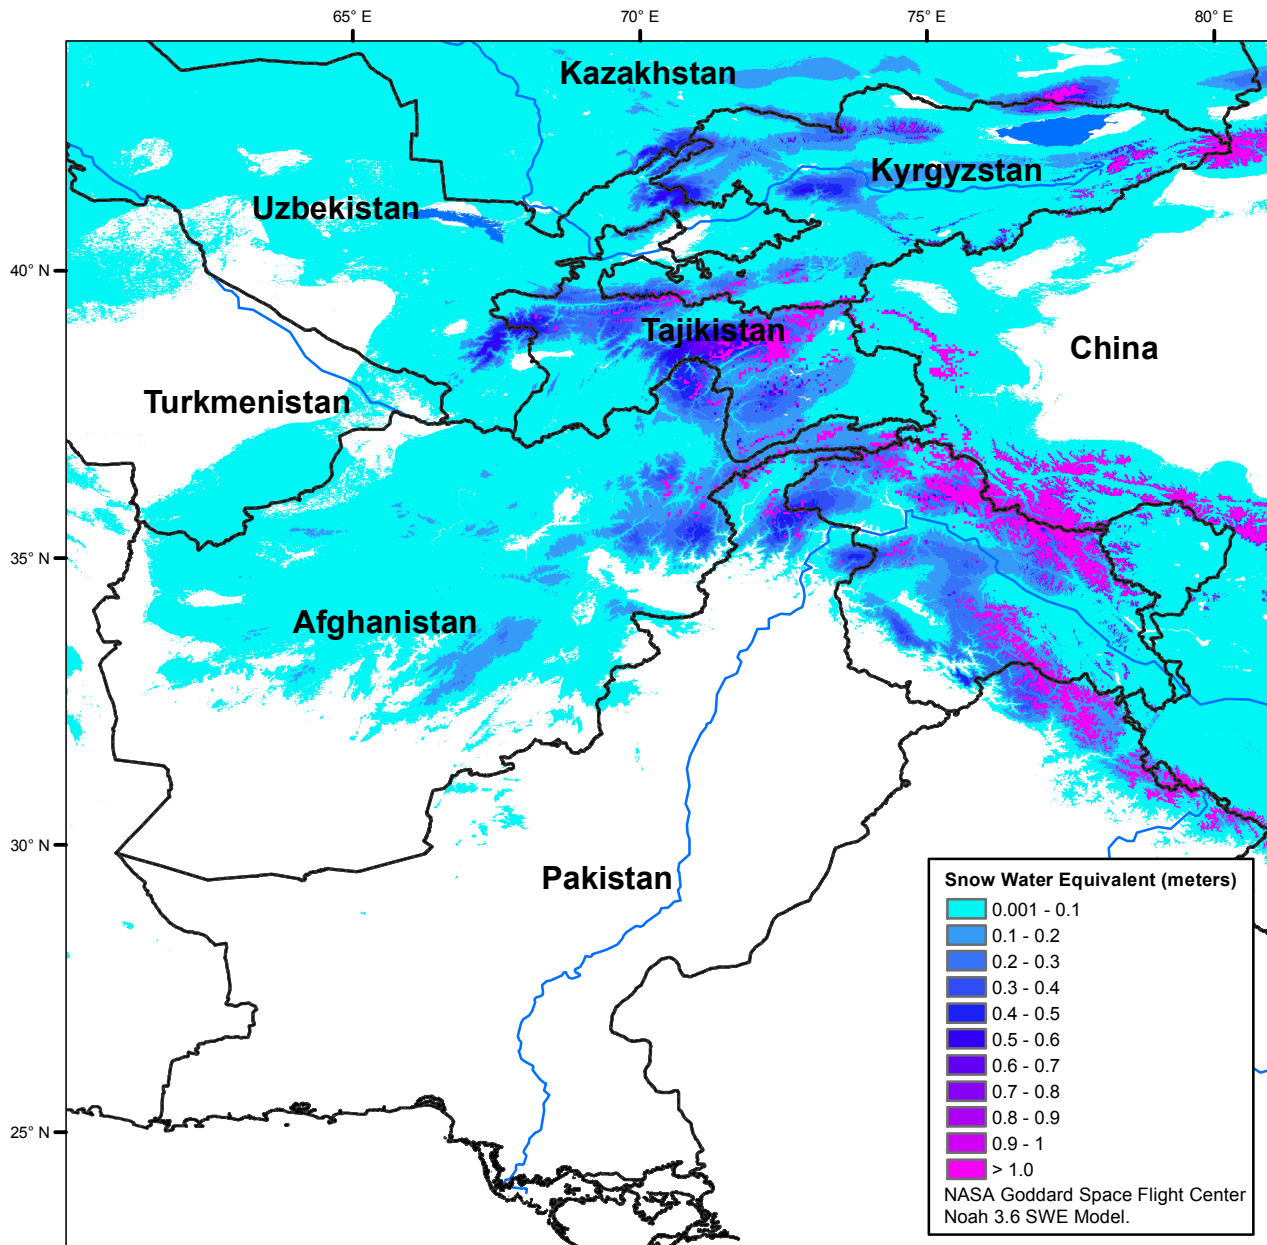 65° E
70° E
75° E
80° E
Kazakhstan
Kyrgyzstan
Uzbekistan
40° N
Tajikistan
China
Turkmenistan
35° N
Afghanistan
30° N
Pakistan
25° N
Snow Water Equivalent (meters)
0.001 - 0.1
0.1 - 0.2
0.2 - 0.3
0.3 - 0.4
0.4 - 0.5
0.5 - 0.6
0.6 - 0.7
0.7 - 0.8
0.8 - 0.9
0.9 - 1
> 1.0
NASA Goddard Space Flight Center
Noah 3.6 SWE Model.